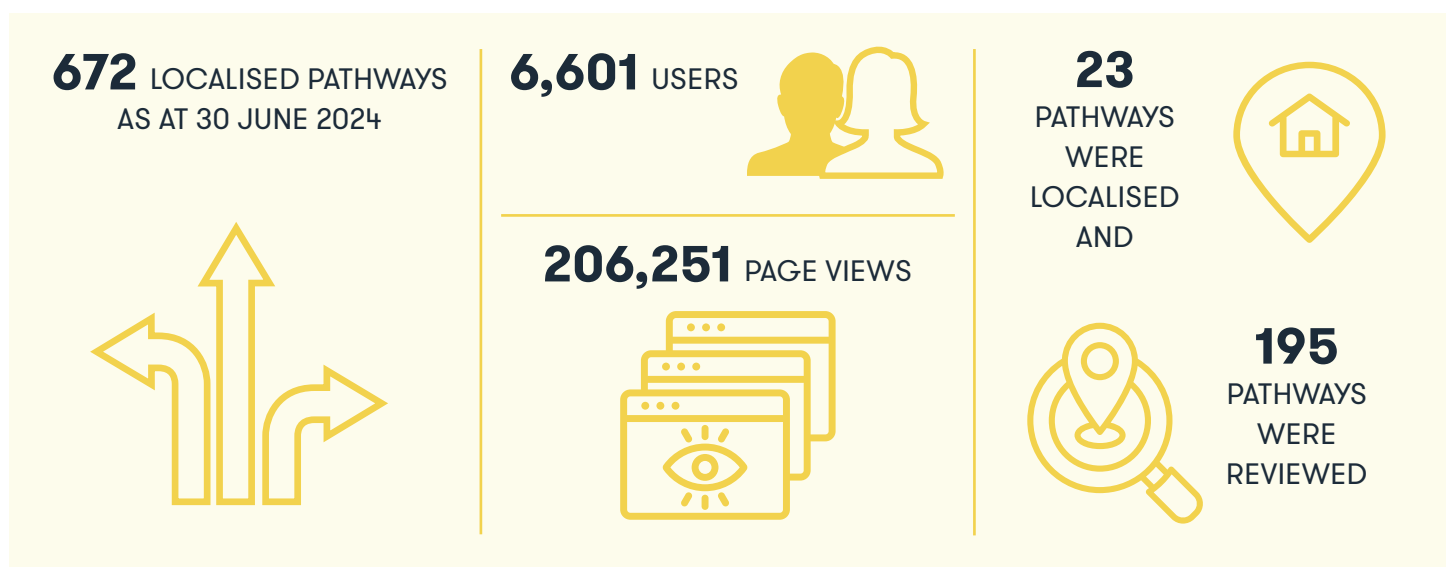 672 LOCALISED PATHWAYS
AS AT 30 JUNE 2024
6,601 USERS
206,251 PAGE VIEWS
23
PATHWAYS
WERE
LOCALISED
AND
195
PATHWAYS
WERE
REVIEWED